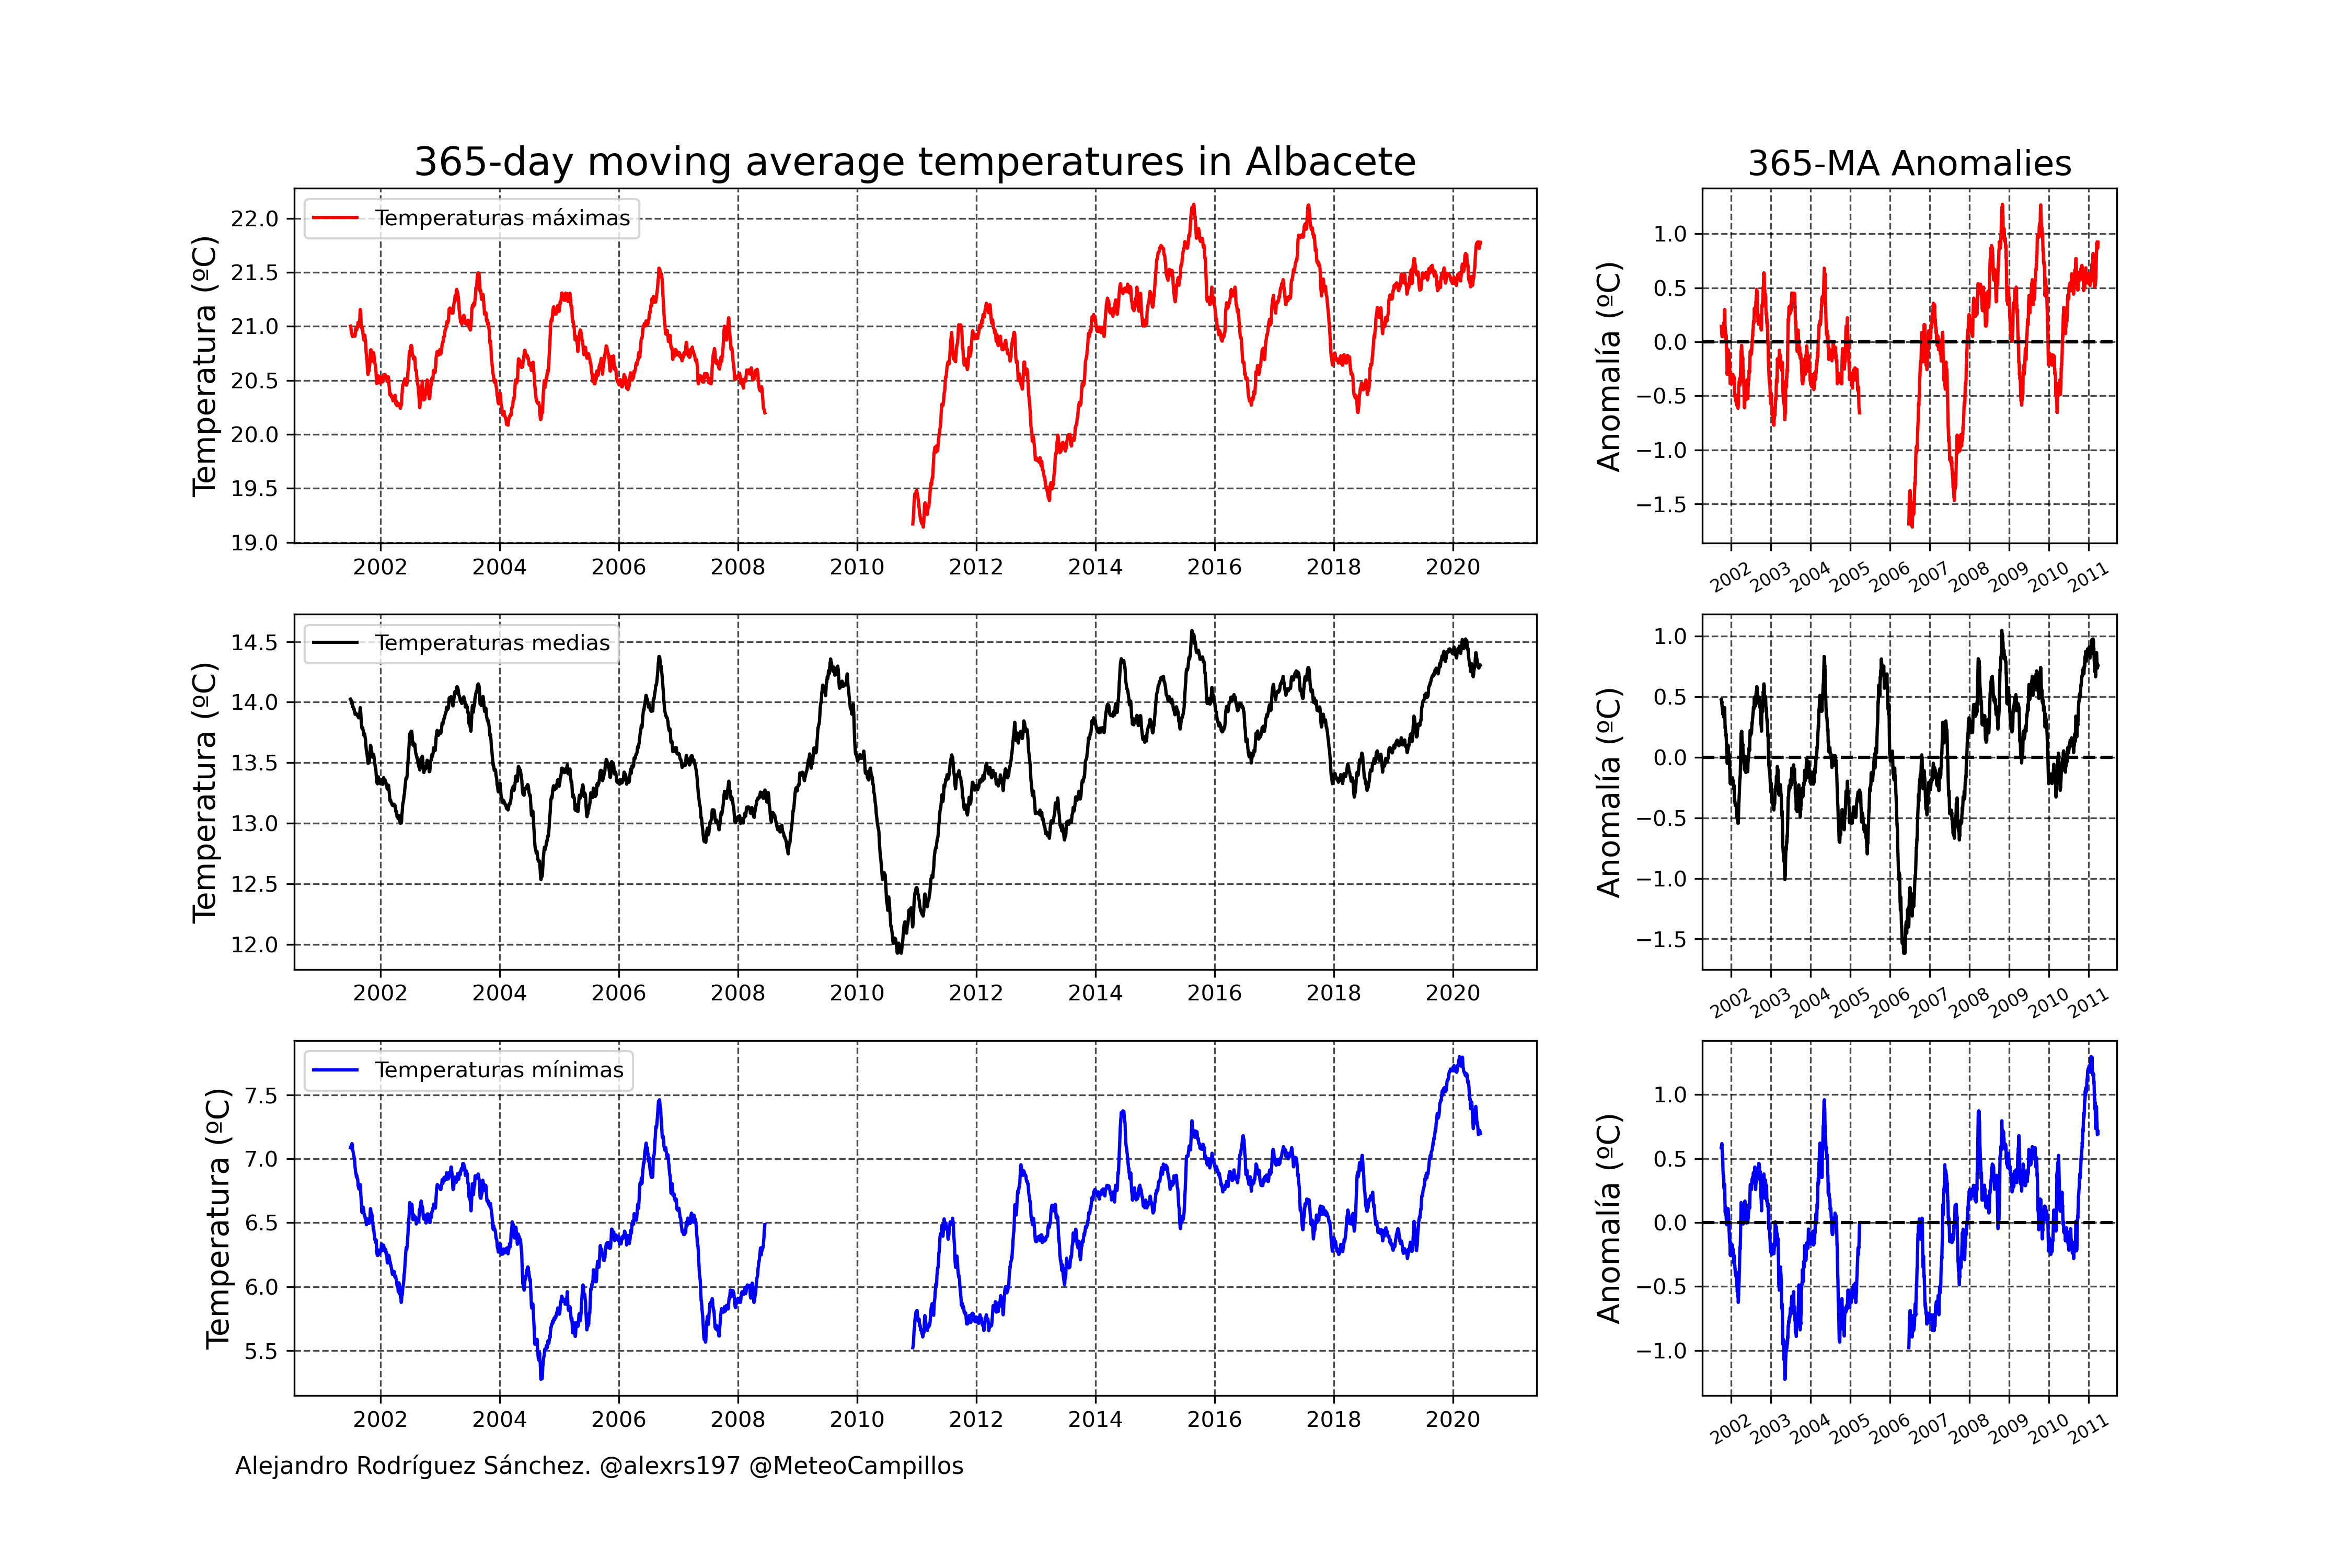 365-day moving average temperatures in Albacete
365-MA Anomalies
Temperatura (ºC)
22.0
21.5
21.0
20.5
20.0
19.5
19.0
Temperaturas máximas
2002 2004 2006 2008 2010 2012 2014 2016 2018 2020
Anomalía (ºC)
1.0
0.5
0.0
−0.5
−1.0
−1.5
2002 2003 2004 2005 2006 2007 2008 2009 2010 2011
Temperatura (ºC)
14.5
14.0
13.5
13.0
12.5
12.0
Temperaturas medias
2002 2004 2006 2008 2010 2012 2014 2016 2018 2020
Anomalía (ºC)
1.0
0.5
0.0
−0.5
−1.0
−1.5
2002 2003 2004 2005 2006 2007 2008 2009 2010 2011
Temperatura (ºC)
7.5
7.0
6.5
6.0
5.5
Temperaturas mínimas
2002 2004 2006 2008 2010 2012 2014 2016 2018 2020
Anomalía (ºC)
1.0
0.5
0.0
−0.5
−1.0
2002 2003 2004 2005 2006 2007 2008 2009 2010 2011
Alejandro Rodríguez Sánchez. @alexrs197 @MeteoCampillos